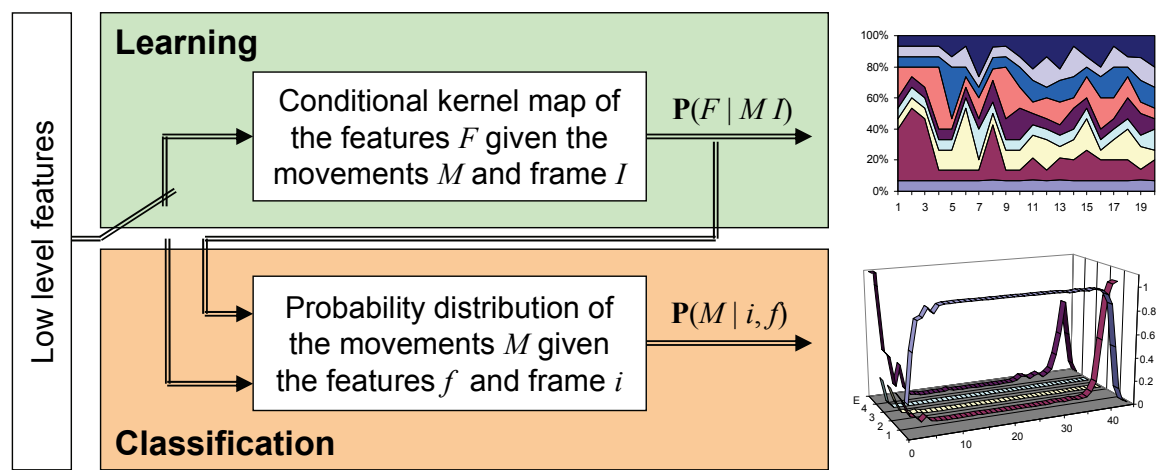 Low level features
Learning
Conditional kernel map of
the features F given the
movements M and frame I
P(F | M I)
Classification
Probability distribution of
the movements M given
the features f and frame i
P(M | i, f)
100%
80%
60%
40%
20%
0%
1 3 5 7 9 11 13 15 17 19
1
0.8
0.6
0.4
0.2
0
E
4
3
2
1
0 10 20 30 40